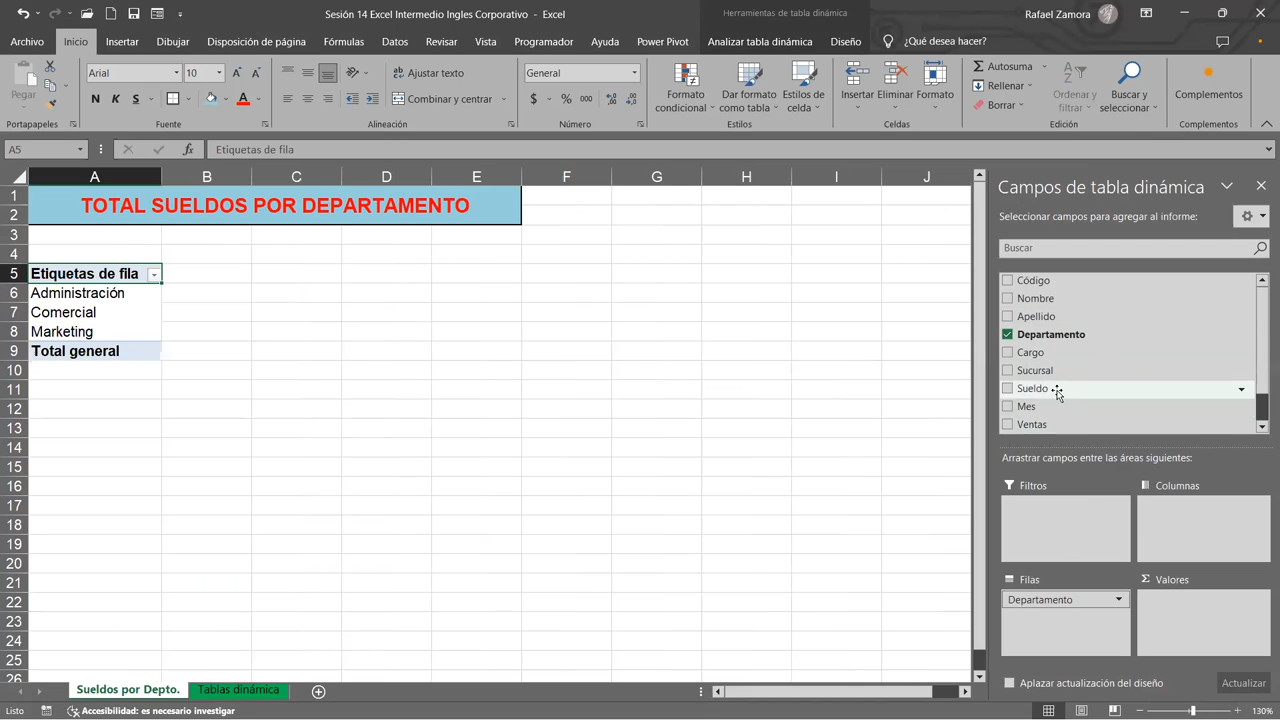 Sesión 14 Excel Intermedio Ingles Corporativo - Excel
Herramientas de tabla dinámica
Rafael Zamora
Archivo Inicio Insertar Dibujar Disposición de página Fórmulas Datos Revisar Vista Programador Ayuda Power Pivot Analizar tabla dinámica Diseño ¿Qué desea hacer?
Pegar
Portapapeles
Arial 10
N K S
Fuente
Ajustar texto
Combinar y centrar
Alineación
General
$ % 000
Número
Formato condicional
Dar formato como tabla
Estilos de celda
Estilos
Insertar Eliminar Formato
Celdas
Autosuma
Rellenar
Borrar
Ordenar y filtrar
Buscar y seleccionar
Edición
Complementos
Complementos
A5 fx Etiquetas de fila
A B C D E F G H I J
1
TOTAL SUELDOS POR DEPARTAMENTO
2
3
4
5 Etiquetas de fila
6 Administración
7 Comercial
8 Marketing
9 Total general
10
11
12
13
14
15
16
17
18
19
20
21
22
23
24
25
26
Campos de tabla dinámica
Seleccionar campos para agregar al informe:
Buscar
Código
Nombre
Apellido
Departamento
Cargo
Sucursal
Sueldo
Mes
Ventas
Arrastrar campos entre las áreas siguientes:
Filtros
Columnas
Filas
Σ Valores
Departamento
Aplazar actualización del diseño
Actualizar
Sueldos por Depto. Tablas dinámica
Listo
Accesibilidad: es necesario investigar
130%